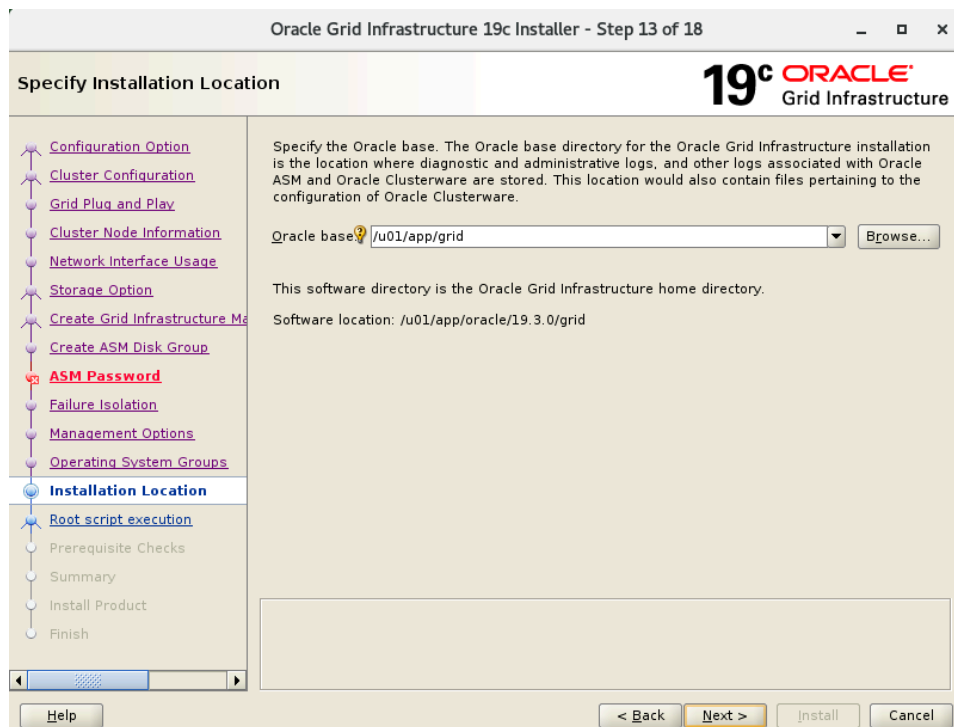 Oracle Grid Infrastructure 19c Installer - Step 13 of 18
Specify Installation Location
19c ORACLE
Grid Infrastructure
Configuration Option
Cluster Configuration
Grid Plug and Play
Cluster Node Information
Network Interface Usage
Storage Option
Create Grid Infrastructure Ma
Create ASM Disk Group
ASM Password
Failure Isolation
Management Options
Operating System Groups
Installation Location
Root script execution
Prerequisite Checks
Summary
Install Product
Finish
Specify the Oracle base. The Oracle base directory for the Oracle Grid Infrastructure installation
is the location where diagnostic and administrative logs, and other logs associated with Oracle
ASM and Oracle Clusterware are stored. This location would also contain files pertaining to the
configuration of Oracle Clusterware.
Oracle base: /u01/app/grid Browse...
This software directory is the Oracle Grid Infrastructure home directory.
Software location: /u01/app/oracle/19.3.0/grid
Help < Back Next > Install Cancel